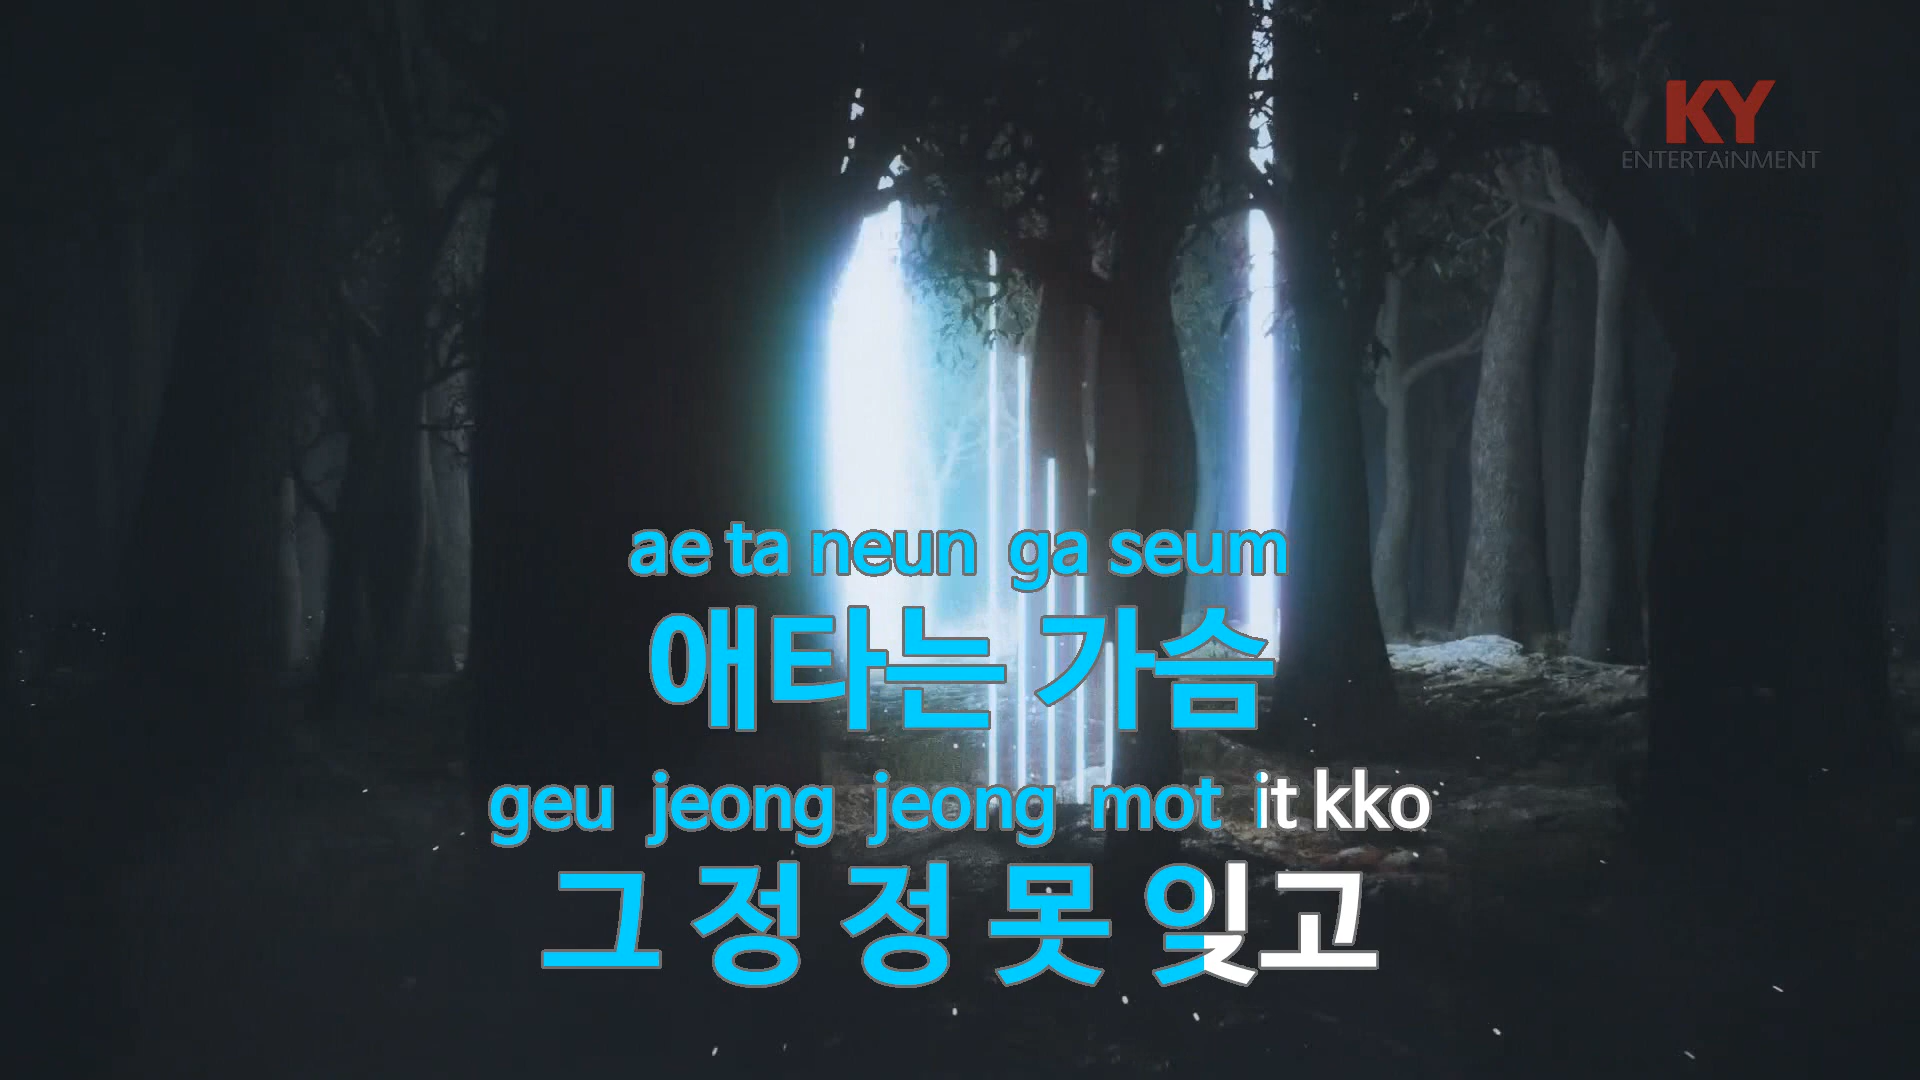 KY
ENTERTAiNMENT
ae ta neun ga seum
애타는 가슴
geu jeong jeong mot it kko
그 정 정 못 잊고